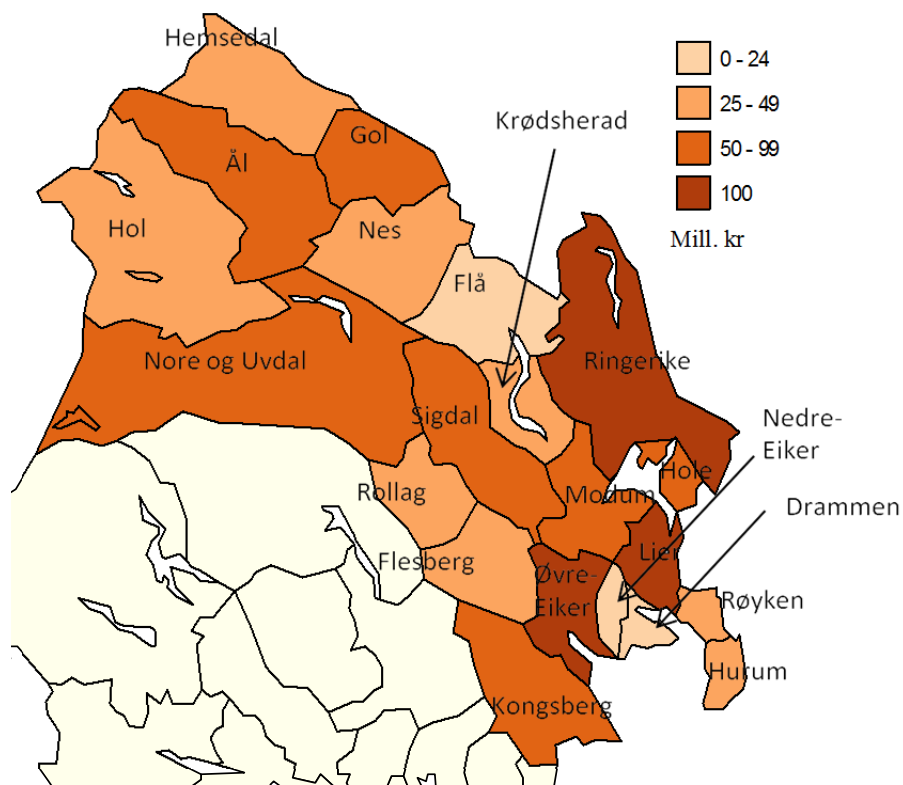 Hemsedal
0 - 24
25 - 49
50 - 99
100
Mill. kr
Krødsherad
Gol
Ål
Hol
Nes
Flå
Nore og Uvdal
Ringerike
Sigdal
Nedre-
Eiker
Hole
Rollag
Modum
Drammen
Lier
Flesberg
Øvre-
Eiker
Røyken
Hurum
Kongsberg